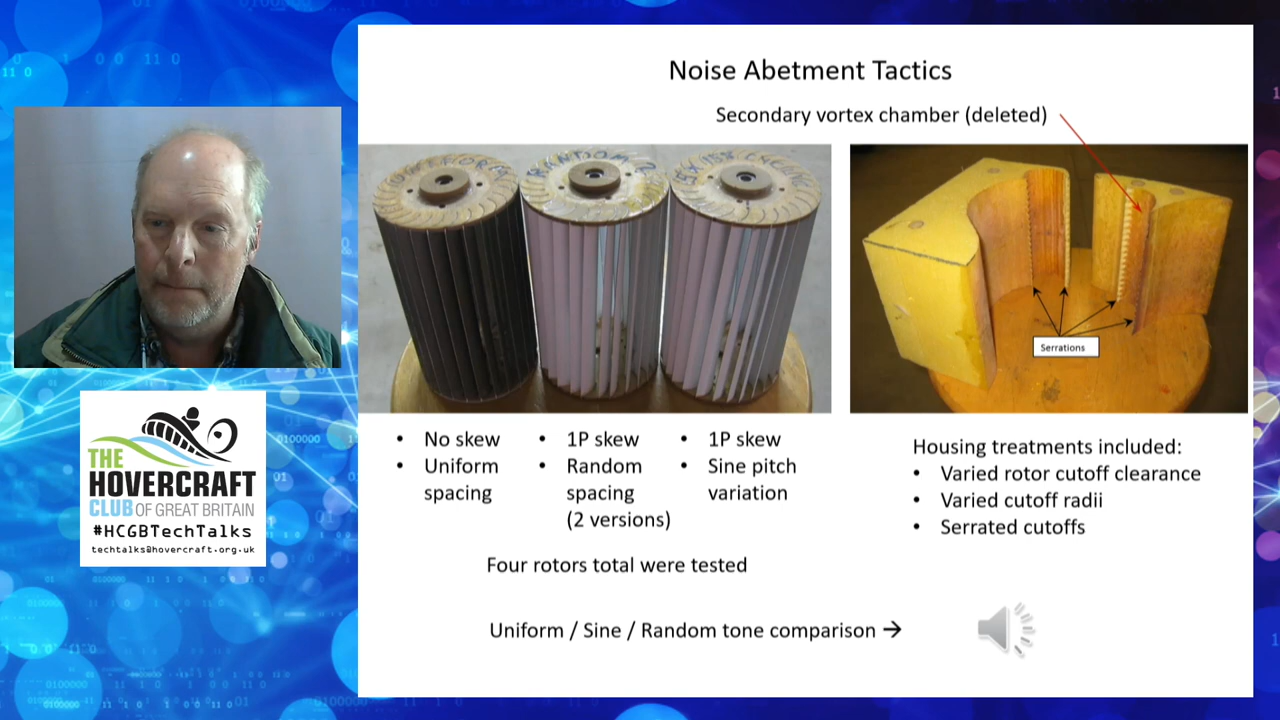 Noise Abetment Tactics
Secondary vortex chamber (deleted)
RANDOM 2
Serrations
• No skew
• Uniform
spacing
• 1P skew
• Random
spacing
(2 versions)
• 1P skew
• Sine pitch
variation
Housing treatments included:
• Varied rotor cutoff clearance
• Varied cutoff radii
• Serrated cutoffs
Four rotors total were tested
Uniform / Sine / Random tone comparison →
THE
HOVERCRAFT
CLUB OF GREAT BRITAIN
#HCGBTechTalks
techtalks@hovercraft.org.uk